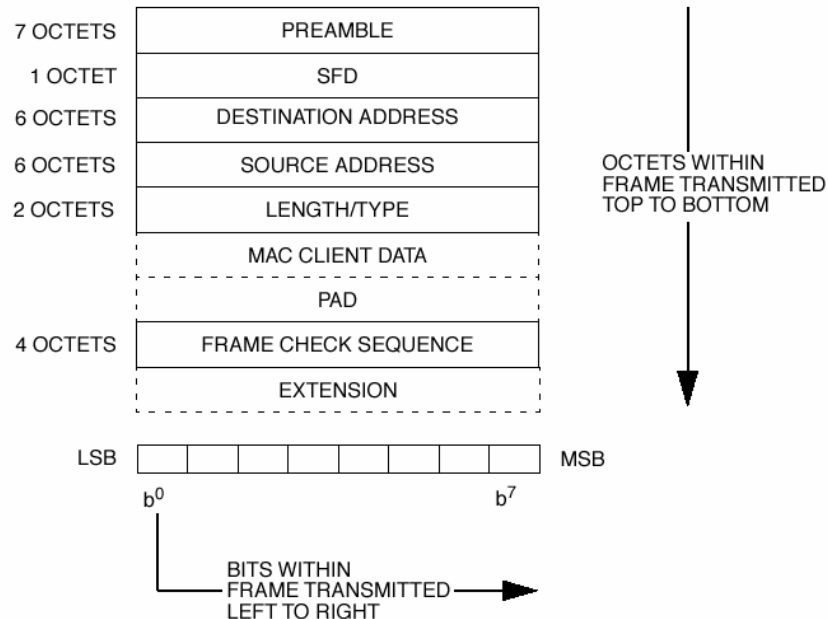 7 OCTETS PREAMBLE
1 OCTET SFD
6 OCTETS DESTINATION ADDRESS
6 OCTETS SOURCE ADDRESS
2 OCTETS LENGTH/TYPE
MAC CLIENT DATA
PAD
4 OCTETS FRAME CHECK SEQUENCE
EXTENSION
OCTETS WITHIN
FRAME TRANSMITTED
TOP TO BOTTOM
LSB MSB
b⁰ b⁷
BITS WITHIN
FRAME TRANSMITTED
LEFT TO RIGHT